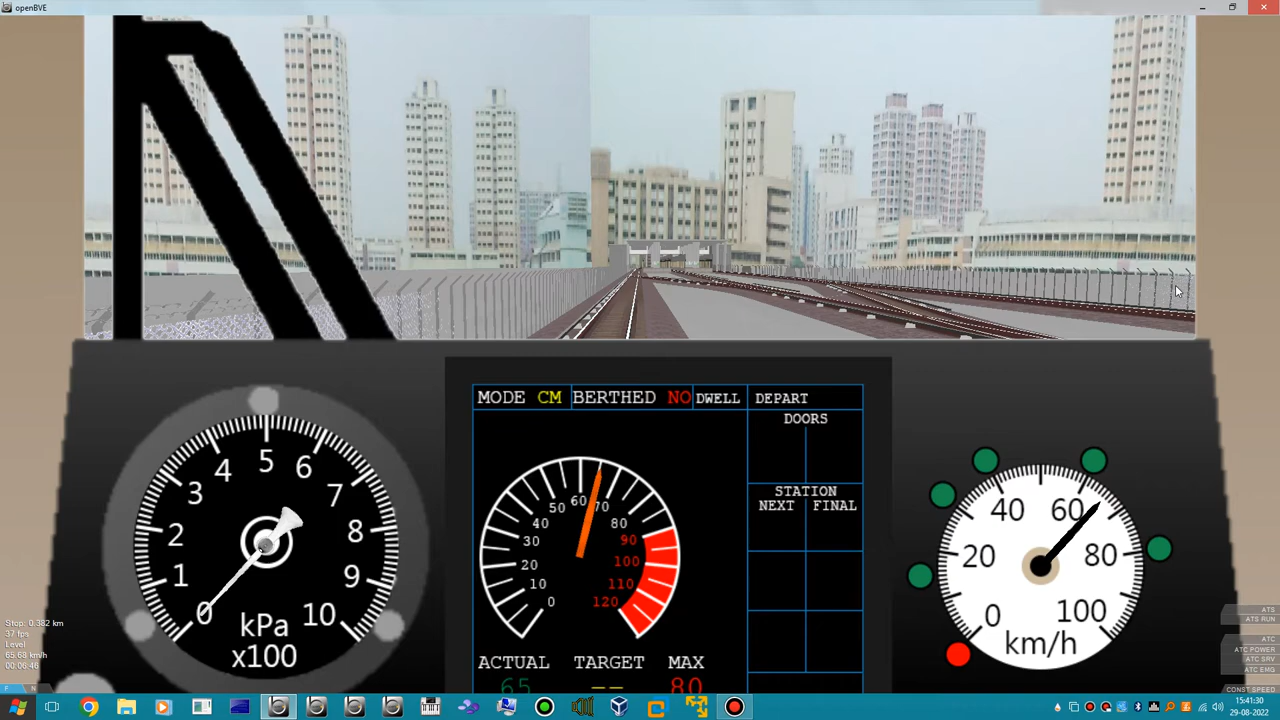 openBVE
MODE CM BERTHED NO DWELL DEPART
DOORS
STATION
NEXT FINAL
0 1 2 3 4 5 6 7 8 9 10
kPa
x100
0 10 20 30 40 50 60 70 80 90 100 110 120
ACTUAL TARGET MAX
65 -- 80
0 20 40 60 80 100
km/h
Stop: 0.382 km
37 fps
Level
65.68 km/h
00:06:46
F N
ATS
ATS RUN
ATC
ATC POWER
ATC SRV
ATC EMG
CONST SPEED
15:41:30
29-08-2022